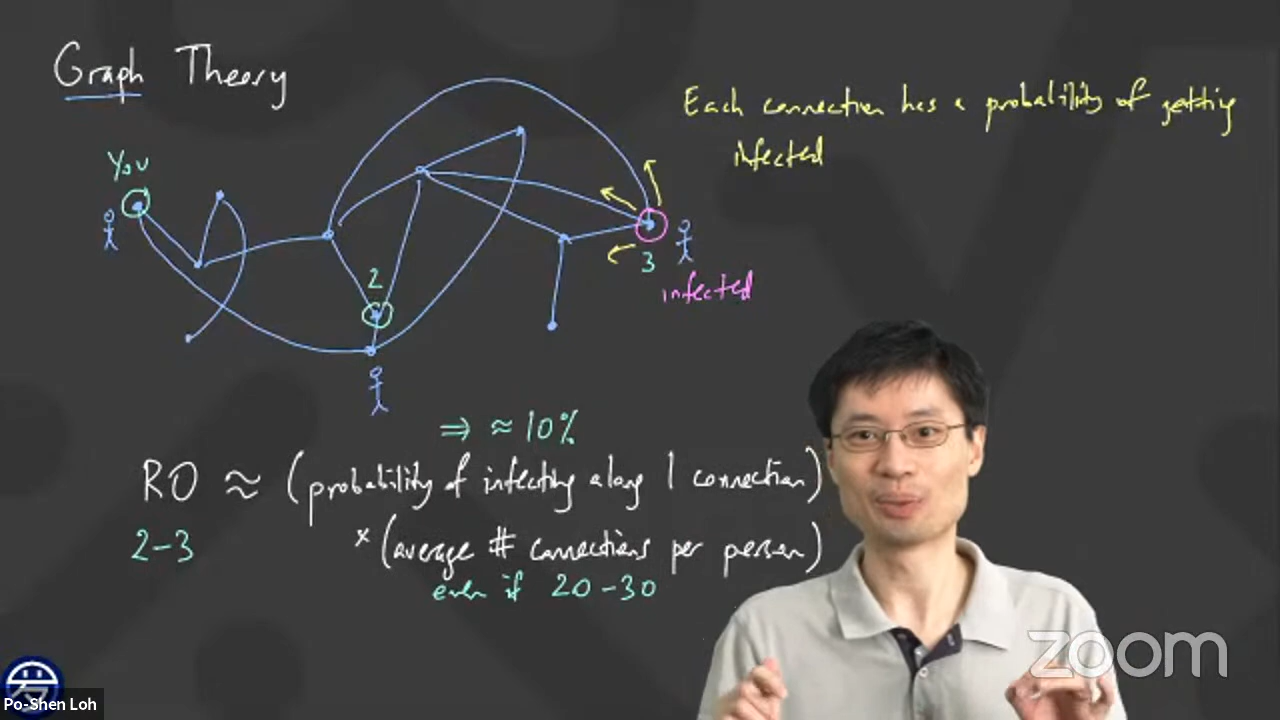 Graph Theory
Each connection has a probability of getting
infected
You
2
3
infected
⇒ ≈ 10%
R0 ≈ (probability of infecting along 1 connection)
2-3
× (average # connections per person)
even if 20-30
zoom
Po-Shen Loh